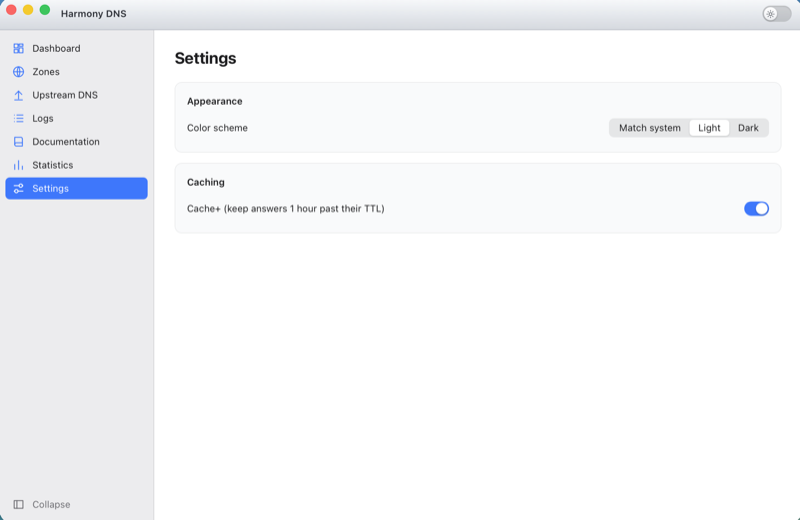 Harmony DNS
Dashboard
Zones
Upstream DNS
Logs
Documentation
Statistics
Settings
Collapse
Settings
Appearance
Color scheme
Match system Light Dark
Caching
Cache+ (keep answers 1 hour past their TTL)